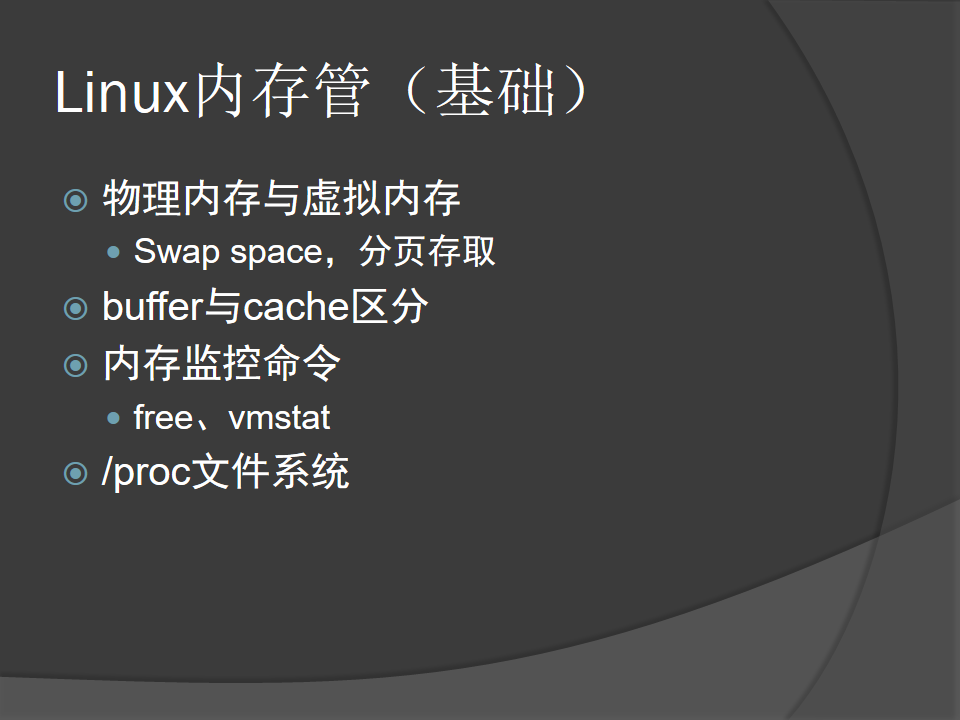 Linux内存管（基础）
物理内存与虚拟内存
Swap space，分页存取
buffer与cache区分
内存监控命令
free、vmstat
/proc文件系统